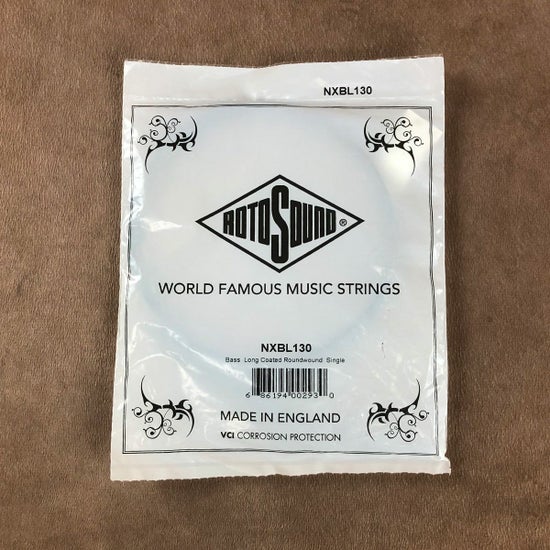 NXBL130
ROTOSOUND®
WORLD FAMOUS MUSIC STRINGS
NXBL130
Bass Long Coated Roundwound Single
6 86194 00293 0
MADE IN ENGLAND
VCI CORROSION PROTECTION